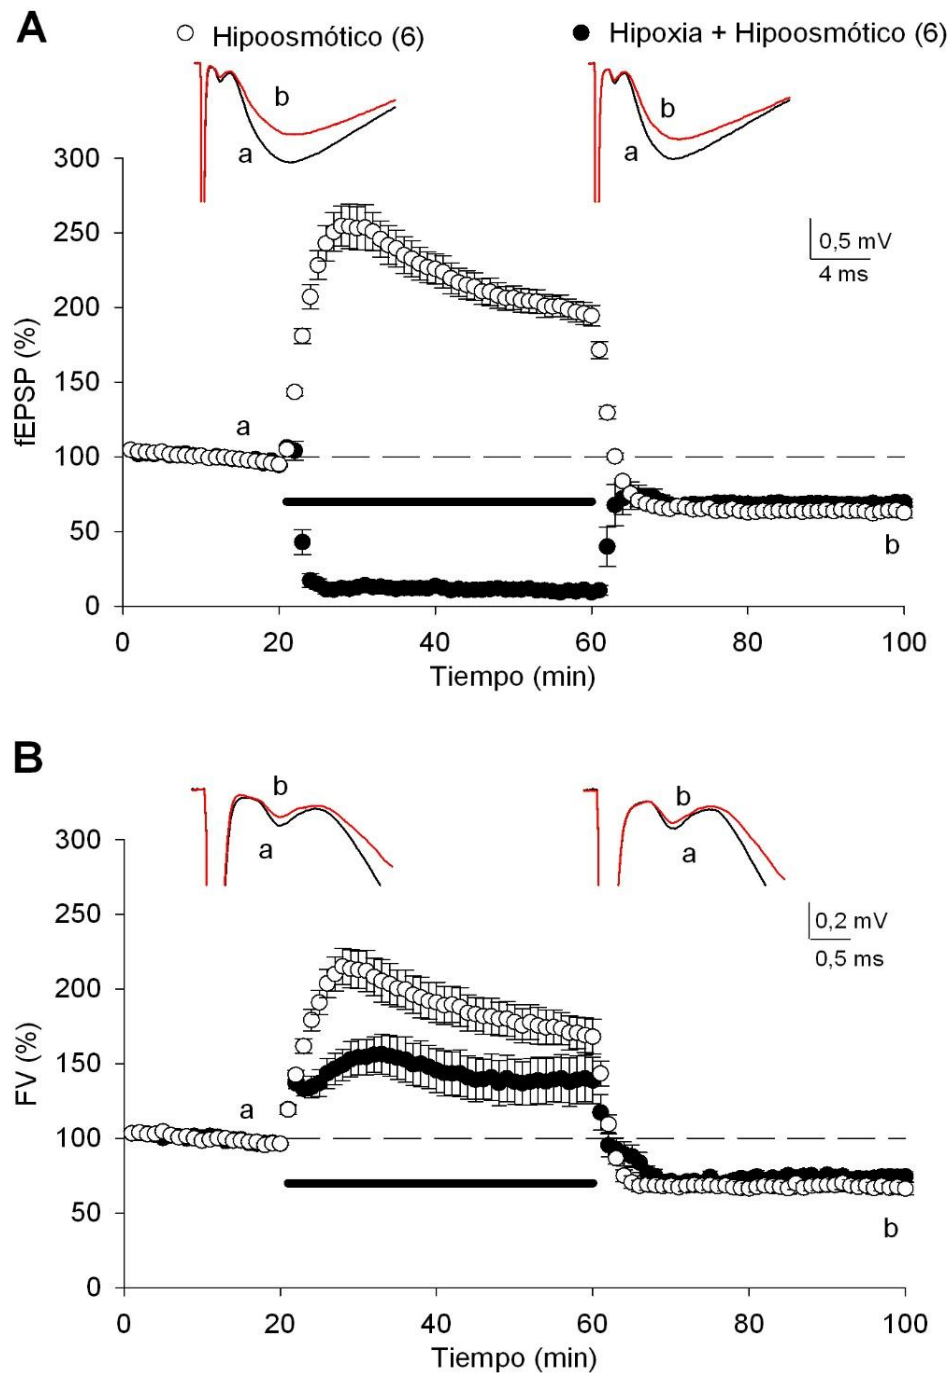 A
Hipoosmótico (6)
Hipoxia + Hipoosmótico (6)
b
a
b
a
300
250
200
150
100
50
0
fEPSP (%)
0,5 mV
4 ms
a
b
0
20
40
60
80
100
Tiempo (min)
B
b
a
b
a
300
250
200
150
100
50
0
FV (%)
0,2 mV
0,5 ms
a
b
0
20
40
60
80
100
Tiempo (min)